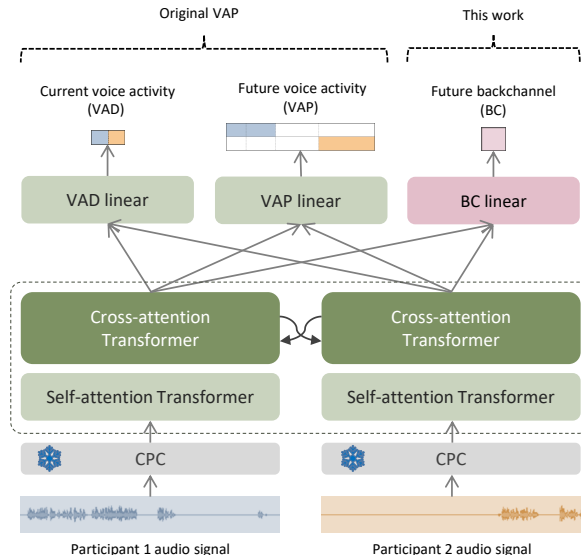 Original VAP
This work
Current voice activity
(VAD)
Future voice activity
(VAP)
Future backchannel
(BC)
VAD linear
VAP linear
BC linear
Cross-attention
Transformer
Cross-attention
Transformer
Self-attention Transformer
Self-attention Transformer
CPC
CPC
Participant 1 audio signal
Participant 2 audio signal